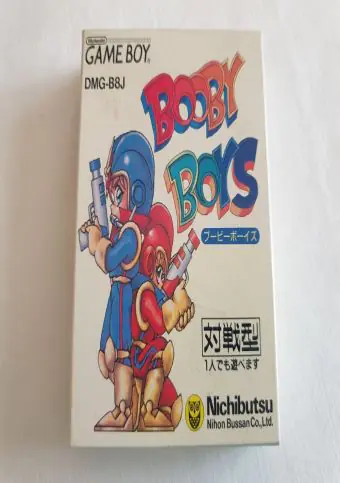 Nintendo
GAME BOY
DMG-B8J
BOOBY
BOYS
ブービーボーイズ
対戦型
1人でも遊べます
Nichibutsu
Nihon Bussan Co., Ltd.